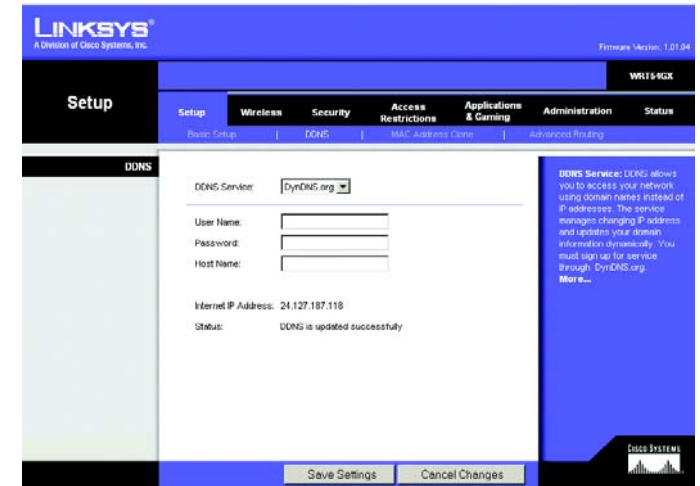 LINKSYS®
A Division of Cisco Systems, Inc.
Firmware Version: 1.01.04
WRT54GX
Setup
Setup Wireless Security Access Restrictions Applications & Gaming Administration Status
Basic Setup | DDNS | MAC Address Clone | Advanced Routing
DDNS
DDNS Service: DynDNS.org
User Name:
Password:
Host Name:
Internet IP Address: 24.127.187.118
Status: DDNS is updated successfully
DDNS Service: DDNS allows
you to access your network
using domain names instead of
IP addresses. The service
manages changing IP address
and updates your domain
information dynamically. You
must sign up for service
through DynDNS.org.
More...
Save Settings Cancel Changes
CISCO SYSTEMS